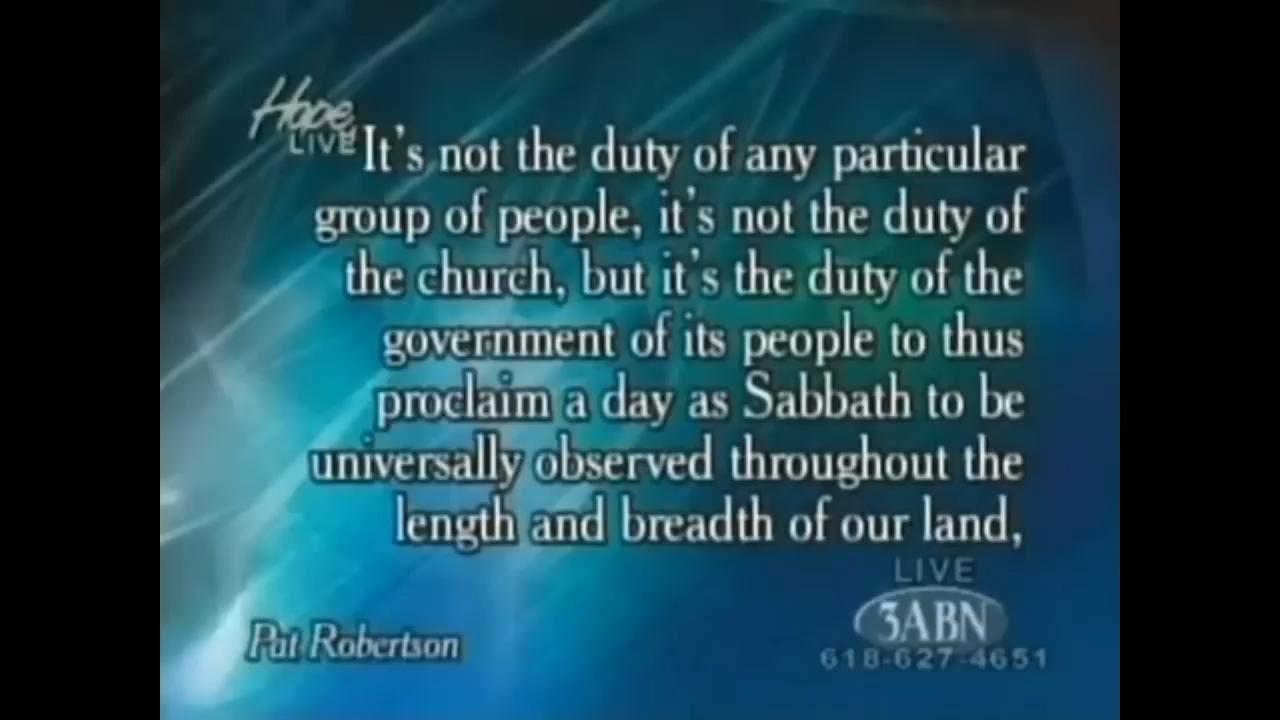 Hope
LIVE
It's not the duty of any particular
group of people, it's not the duty of
the church, but it's the duty of the
government of its people to thus
proclaim a day as Sabbath to be
universally observed throughout the
length and breadth of our land,
LIVE
3ABN
618-627-4651
Pat Robertson